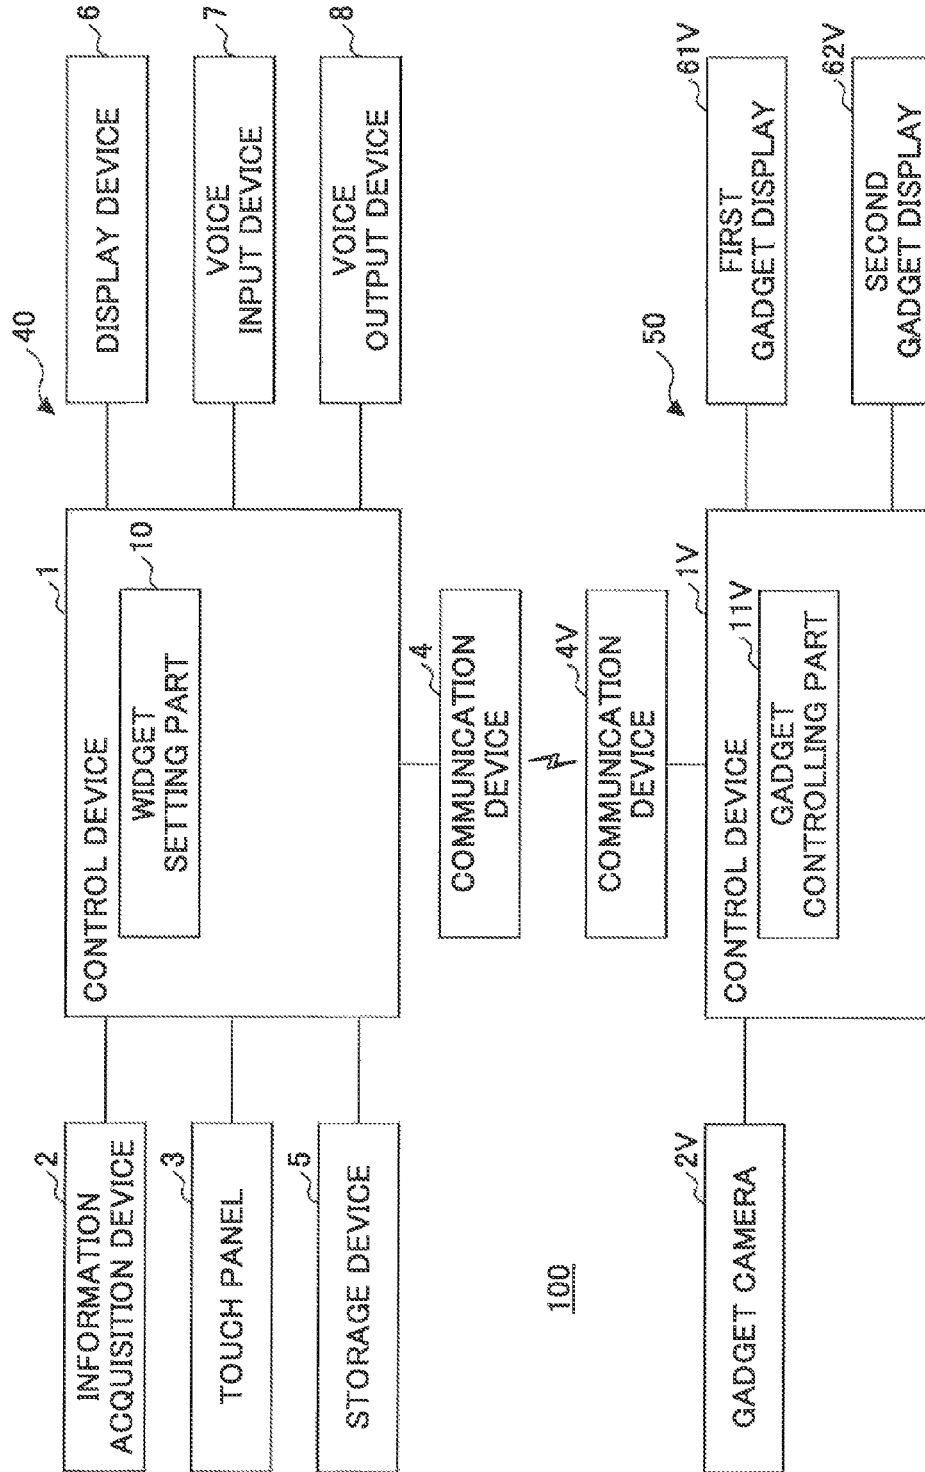 40
50
100
INFORMATION
ACQUISITION DEVICE
2
TOUCH PANEL
3
STORAGE DEVICE
5
CONTROL DEVICE
1
WIDGET
SETTING PART
10
DISPLAY DEVICE
6
VOICE
INPUT DEVICE
7
VOICE
OUTPUT DEVICE
8
COMMUNICATION
DEVICE
4
COMMUNICATION
DEVICE
4V
GADGET CAMERA
2V
CONTROL DEVICE
1V
GADGET
CONTROLLING PART
11V
FIRST
GADGET DISPLAY
61V
SECOND
GADGET DISPLAY
62V